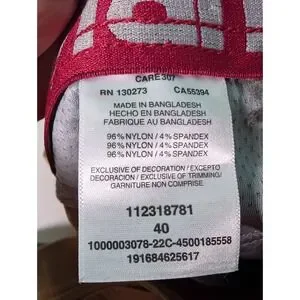 CARE307
RN 130273 CA55394
MADE IN BANGLADESH
HECHO EN BANGLADESH
FABRIQUE AU BANGLADESH
96% NYLON / 4% SPANDEX
96% NYLON / 4% SPANDEX
96% NYLON / 4% SPANDEX
EXCLUSIVE OF DECORATION / EXCEPTO
DECORACION / EXCLUSIVE OF TRIMMING/
GARNITURE NON COMPRISE
112318781
40
1000003078-22C-4500185558
191684625617